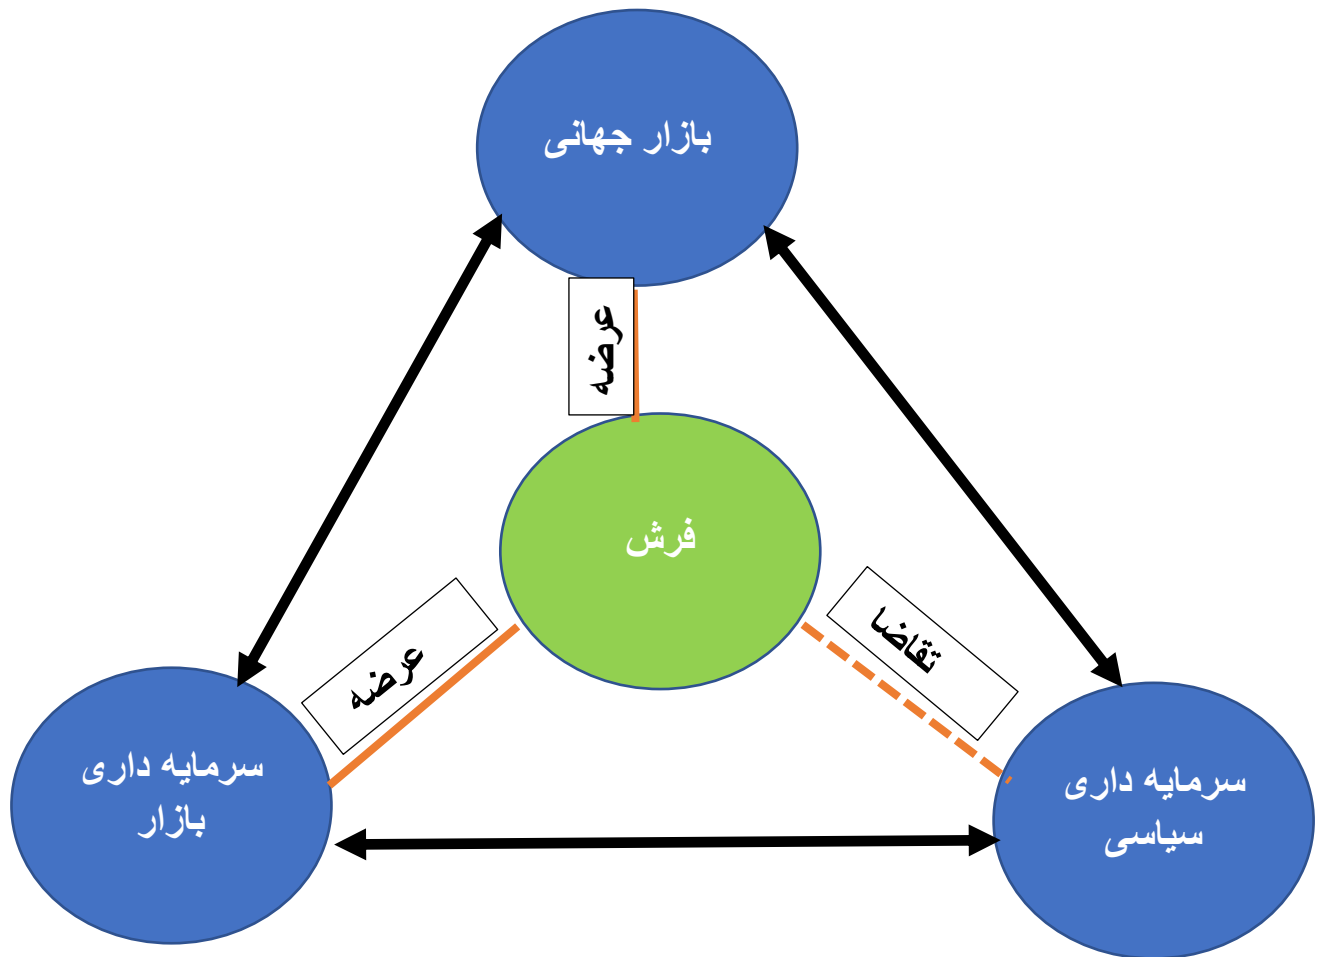 بازار جهانی
عرضه
فرش
تقاضا
عرضه
سرمایه داری
سیاسی
سرمایه داری
بازار